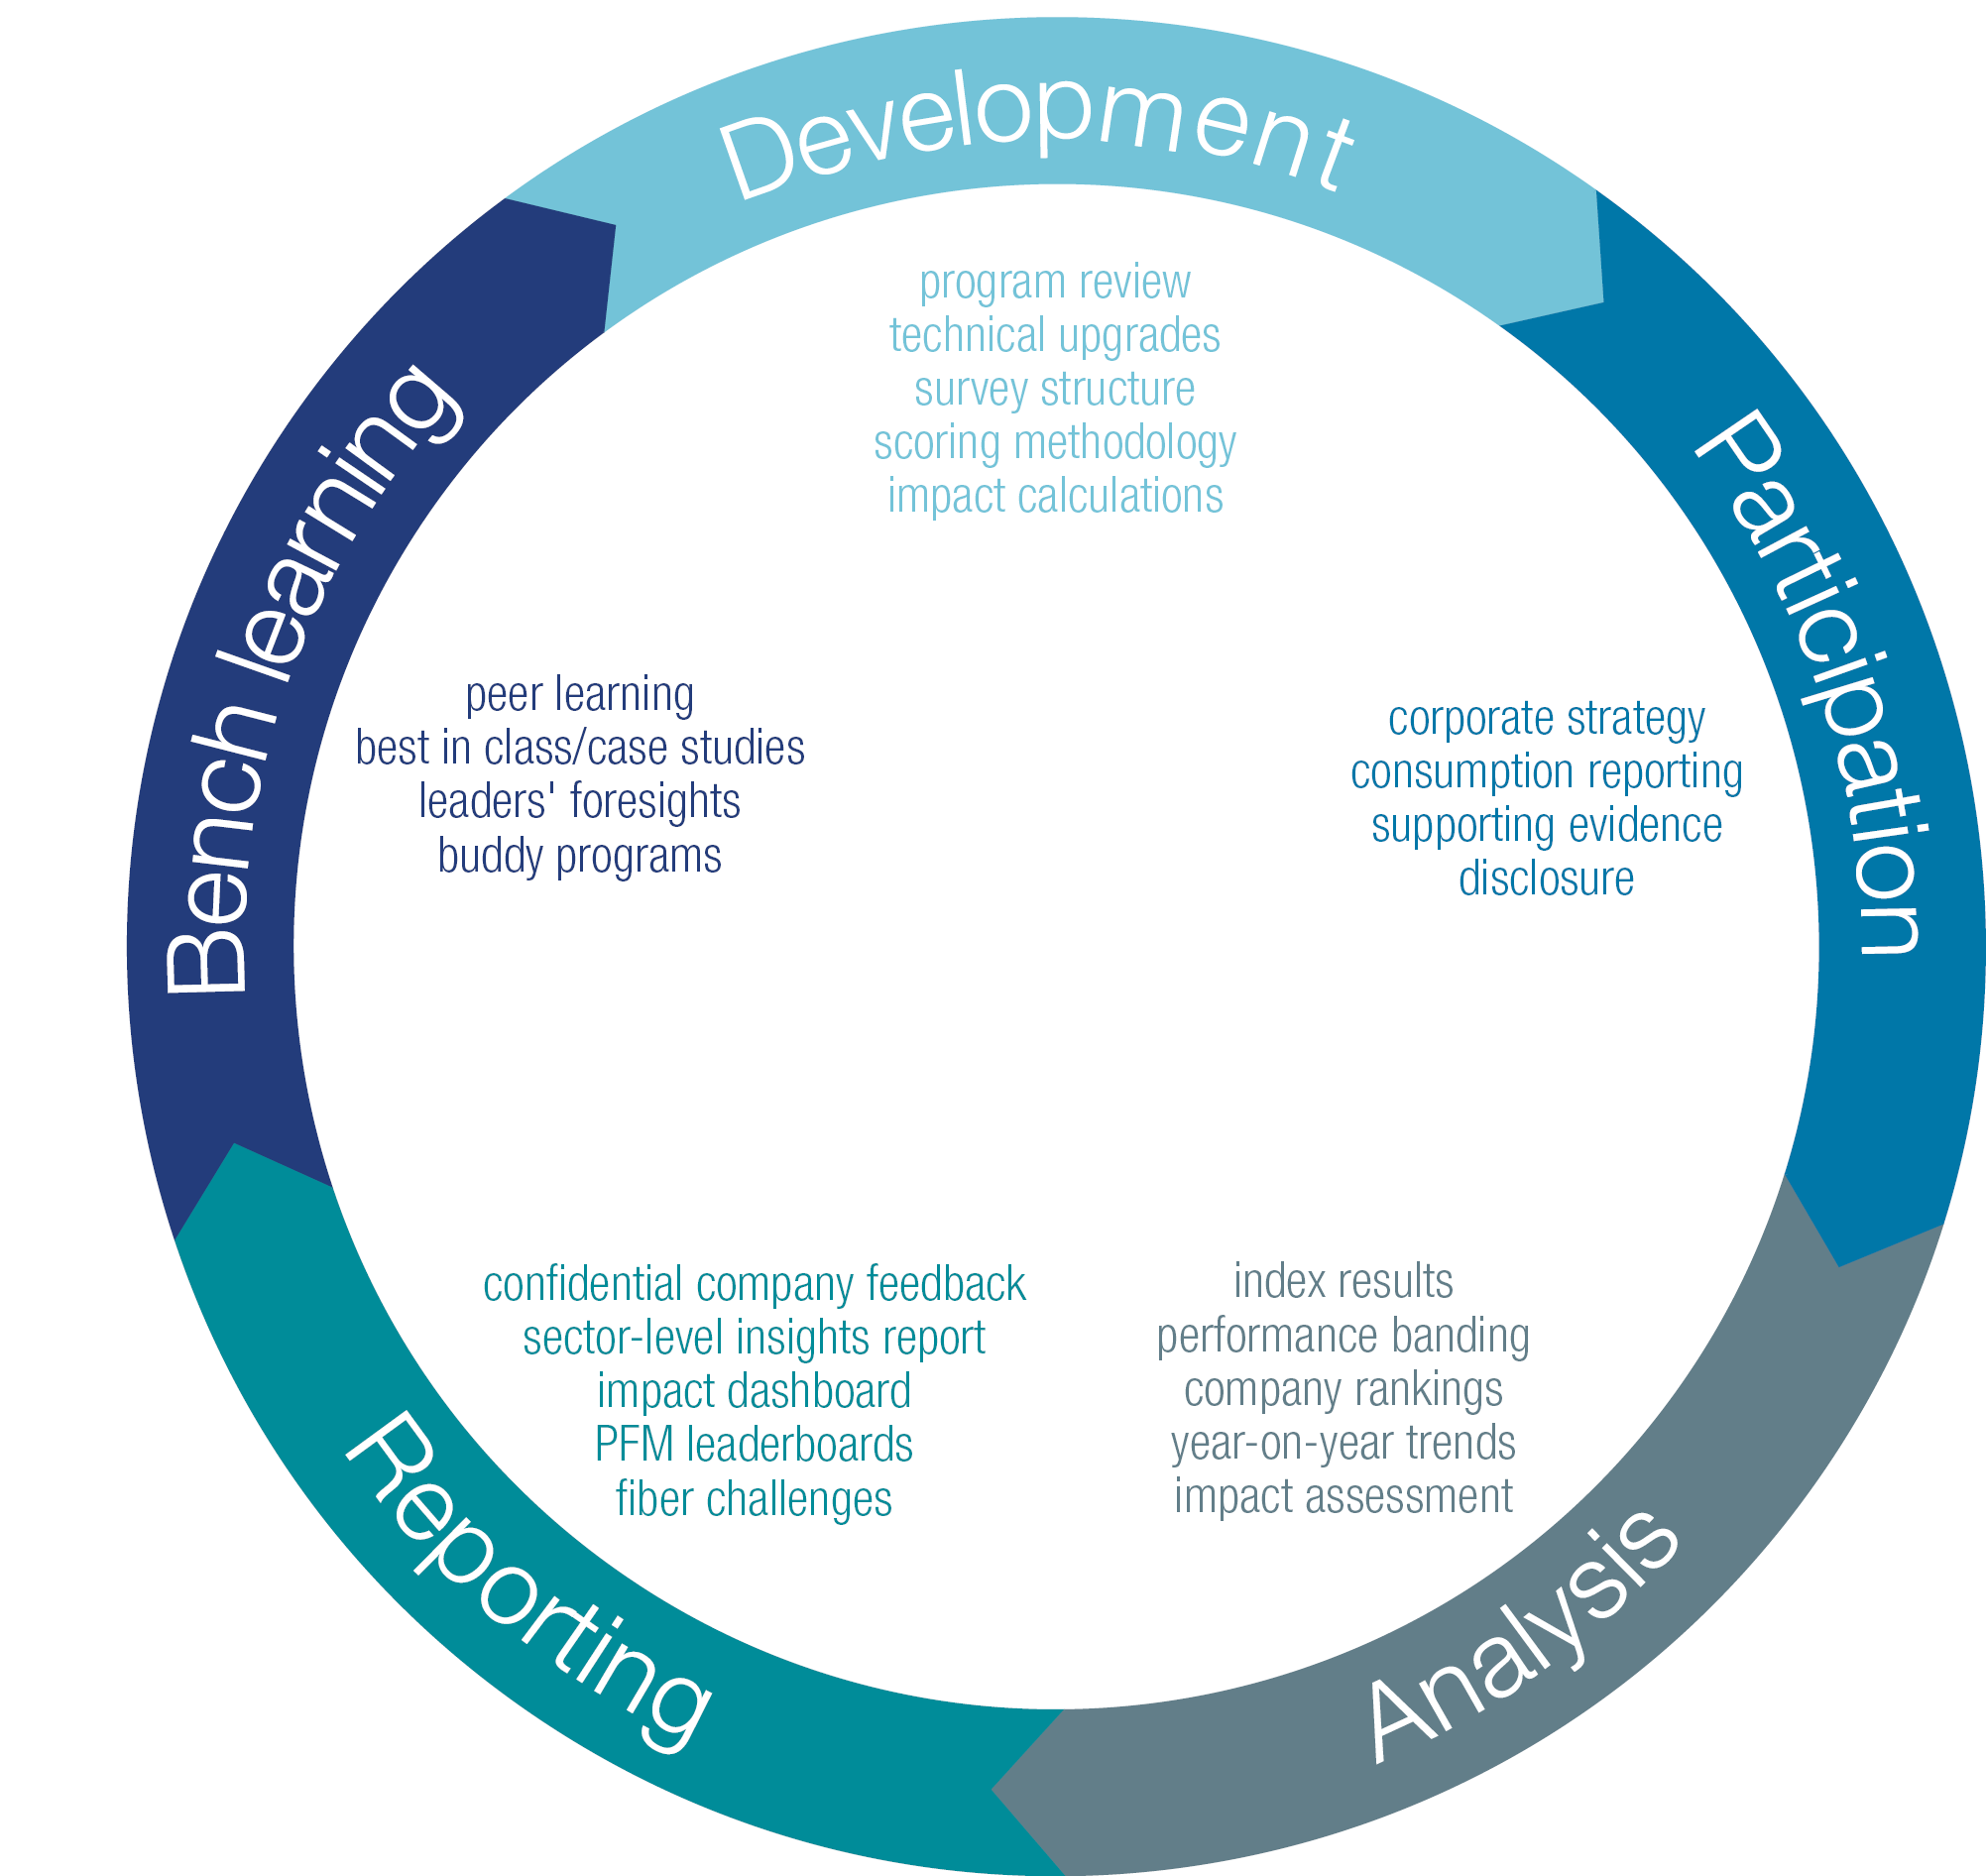 Development
program review
technical upgrades
survey structure
scoring methodology
impact calculations
Participation
corporate strategy
consumption reporting
supporting evidence
disclosure
Analysis
index results
performance banding
company rankings
year-on-year trends
impact assessment
Reporting
confidential company feedback
sector-level insights report
impact dashboard
PFM leaderboards
fiber challenges
Bench learning
peer learning
best in class/case studies
leaders' foresights
buddy programs